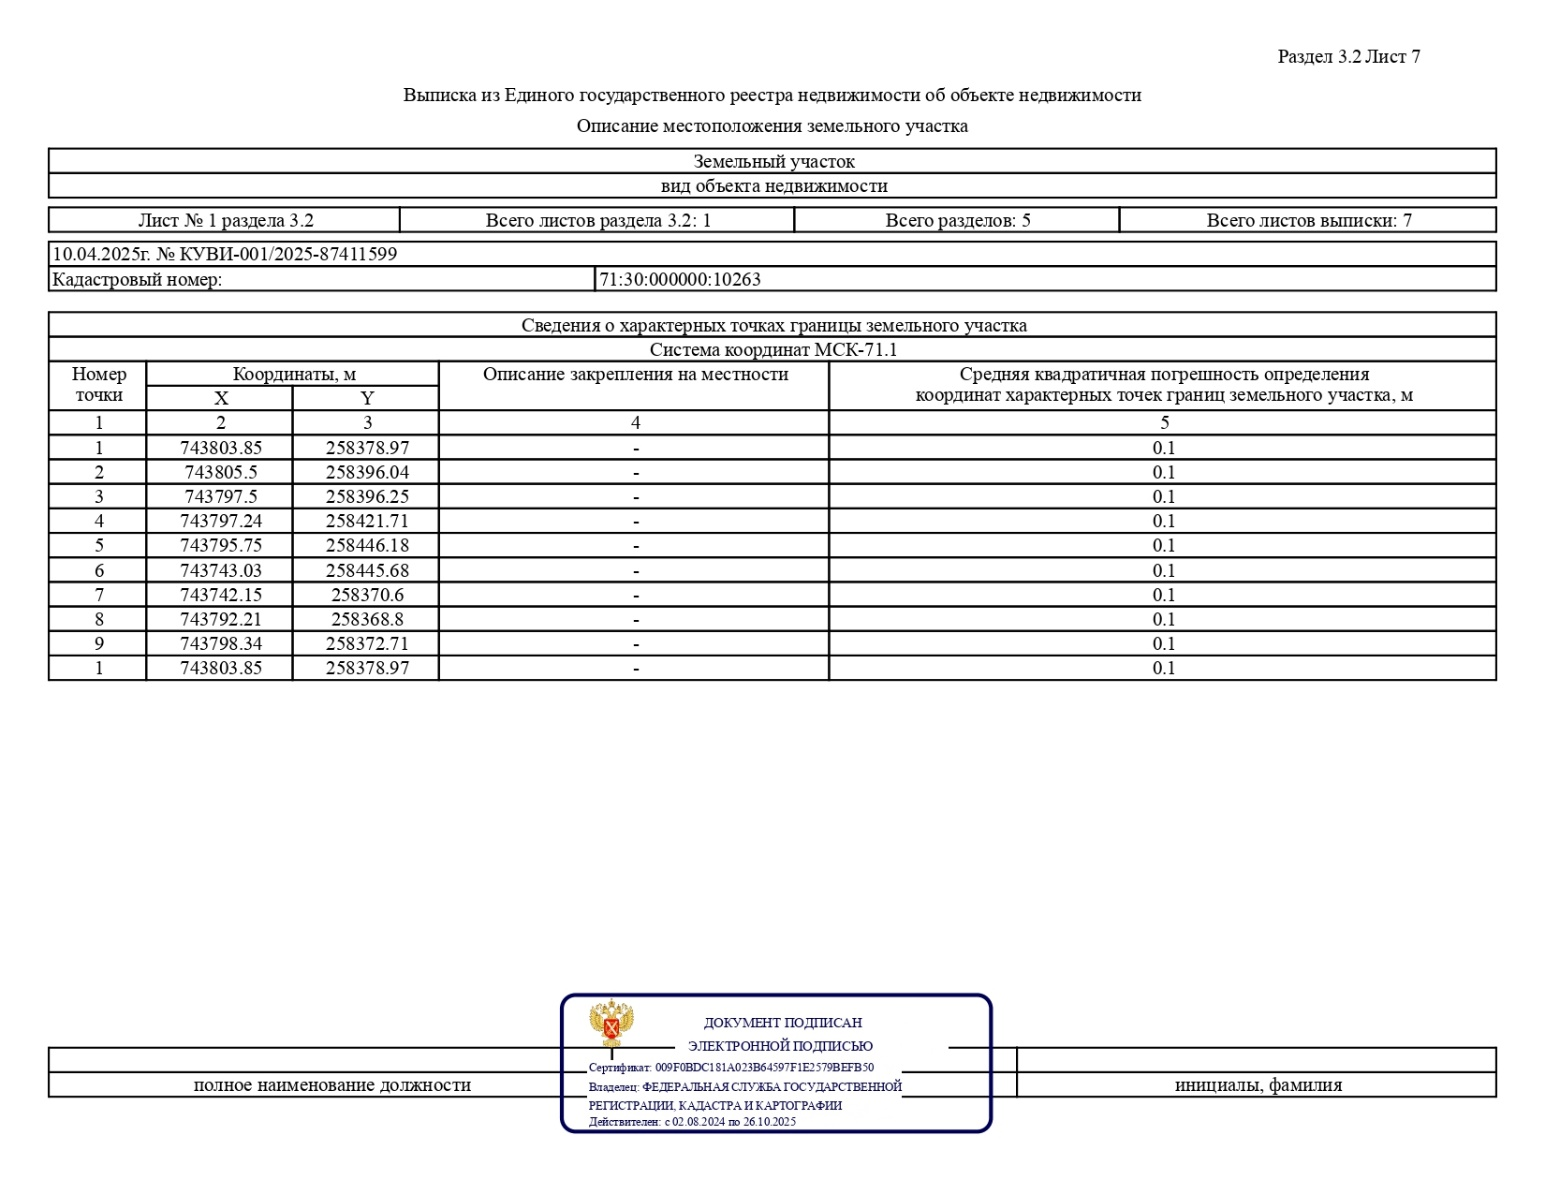 Раздел 3.2 Лист 7
Выписка из Единого государственного реестра недвижимости об объекте недвижимости
Описание местоположения земельного участка
Земельный участок
вид объекта недвижимости
Лист № 1 раздела 3.2 Всего листов раздела 3.2: 1 Всего разделов: 5 Всего листов выписки: 7
10.04.2025г. № КУВИ-001/2025-87411599
Кадастровый номер: 71:30:000000:10263
Сведения о характерных точках границы земельного участка
Система координат МСК-71.1
Номер точки Координаты, м Описание закрепления на местности Средняя квадратичная погрешность определения координат характерных точек границ земельного участка, м
X Y
1 2 3 4 5
1 743803.85 258378.97 - 0.1
2 743805.5 258396.04 - 0.1
3 743797.5 258396.25 - 0.1
4 743797.24 258421.71 - 0.1
5 743795.75 258446.18 - 0.1
6 743743.03 258445.68 - 0.1
7 743742.15 258370.6 - 0.1
8 743792.21 258368.8 - 0.1
9 743798.34 258372.71 - 0.1
1 743803.85 258378.97 - 0.1
ДОКУМЕНТ ПОДПИСАН
ЭЛЕКТРОННОЙ ПОДПИСЬЮ
Сертификат: 009F0BDC181A023B64597F1E2579BEFB50
Владелец: ФЕДЕРАЛЬНАЯ СЛУЖБА ГОСУДАРСТВЕННОЙ
РЕГИСТРАЦИИ, КАДАСТРА И КАРТОГРАФИИ
Действителен: с 02.08.2024 по 26.10.2025
полное наименование должности инициалы, фамилия